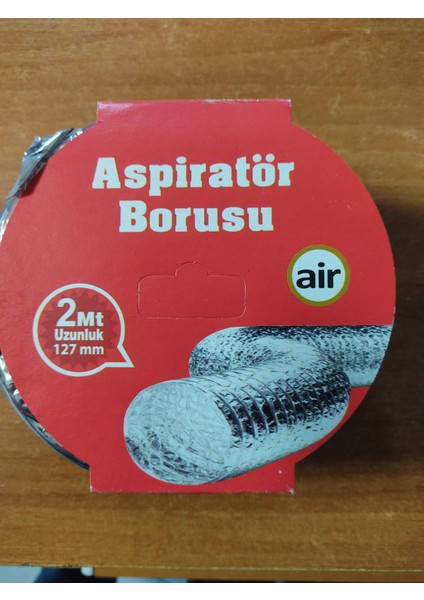 Aspiratör
Borusu
air
2Mt
Uzunluk
127 mm